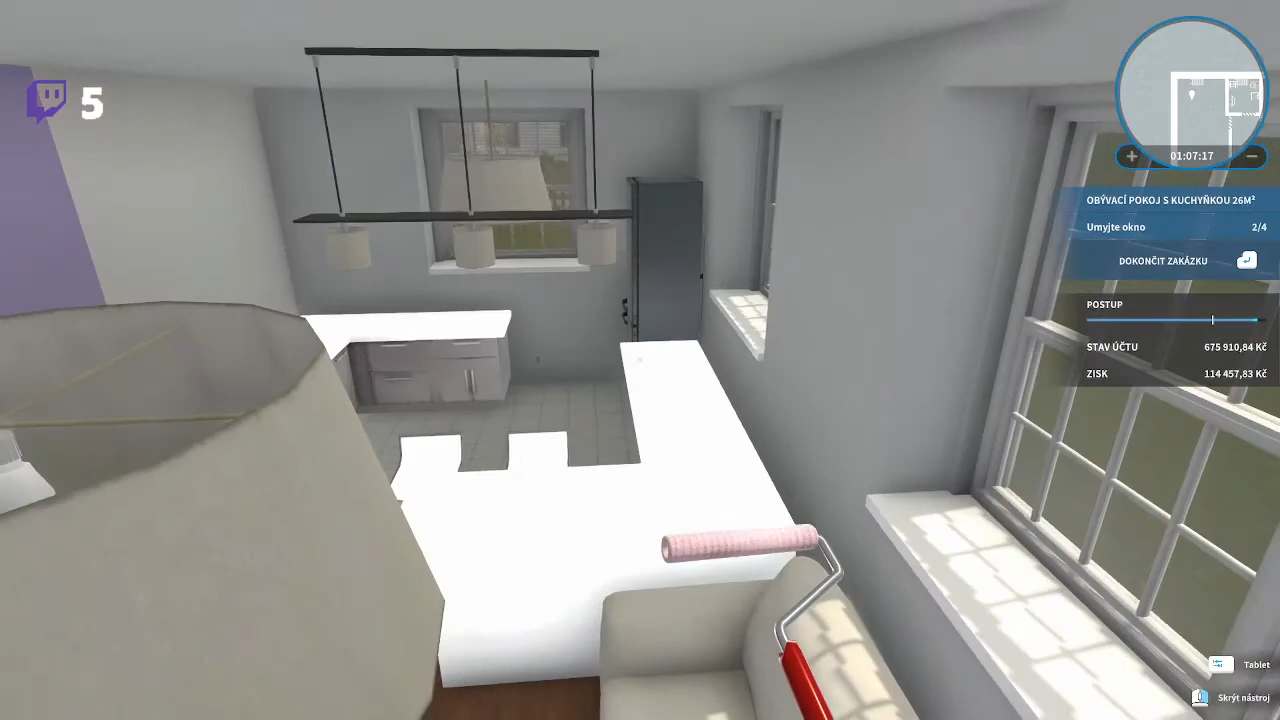 5
01:07:17
OBÝVACÍ POKOJ S KUCHYŇKOU 26M²
Umyjte okno 2/4
DOKONČIT ZAKÁZKU
POSTUP
STAV ÚČTU 675 910,84 Kč
ZISK 114 457,83 Kč
Tablet
Skrýt nástroj